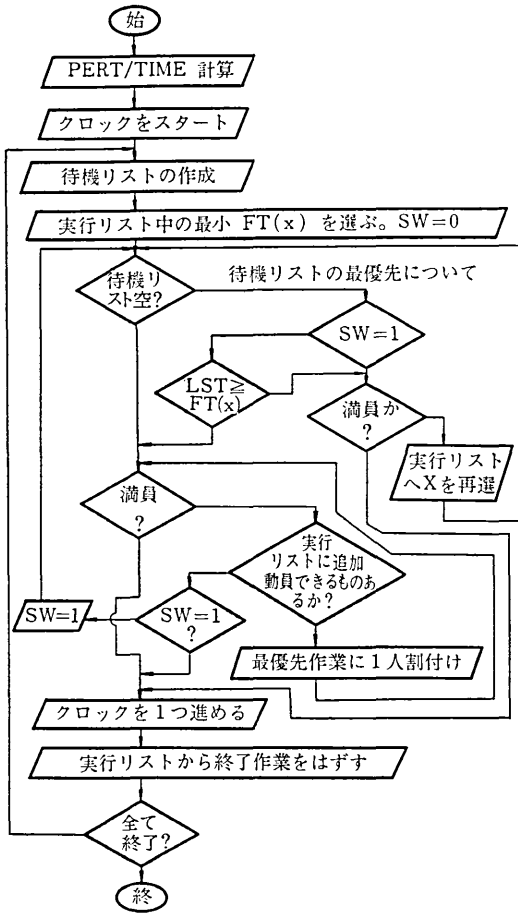 始
PERT/TIME 計算
クロックをスタート
待機リストの作成
実行リスト中の最小 FT(x) を選ぶ。SW=0
待機リ
スト空?
待機リストの最優先について
SW=1
LST≧
FT(x)
満員か
?
実行リスト
へXを再選
満員
?
実行
リストに追加
動員できるものあ
るか?
SW=1
SW=1
?
最優先作業に1人割付け
クロックを1つ進める
実行リストから終了作業をはずす
全て
終了?
終